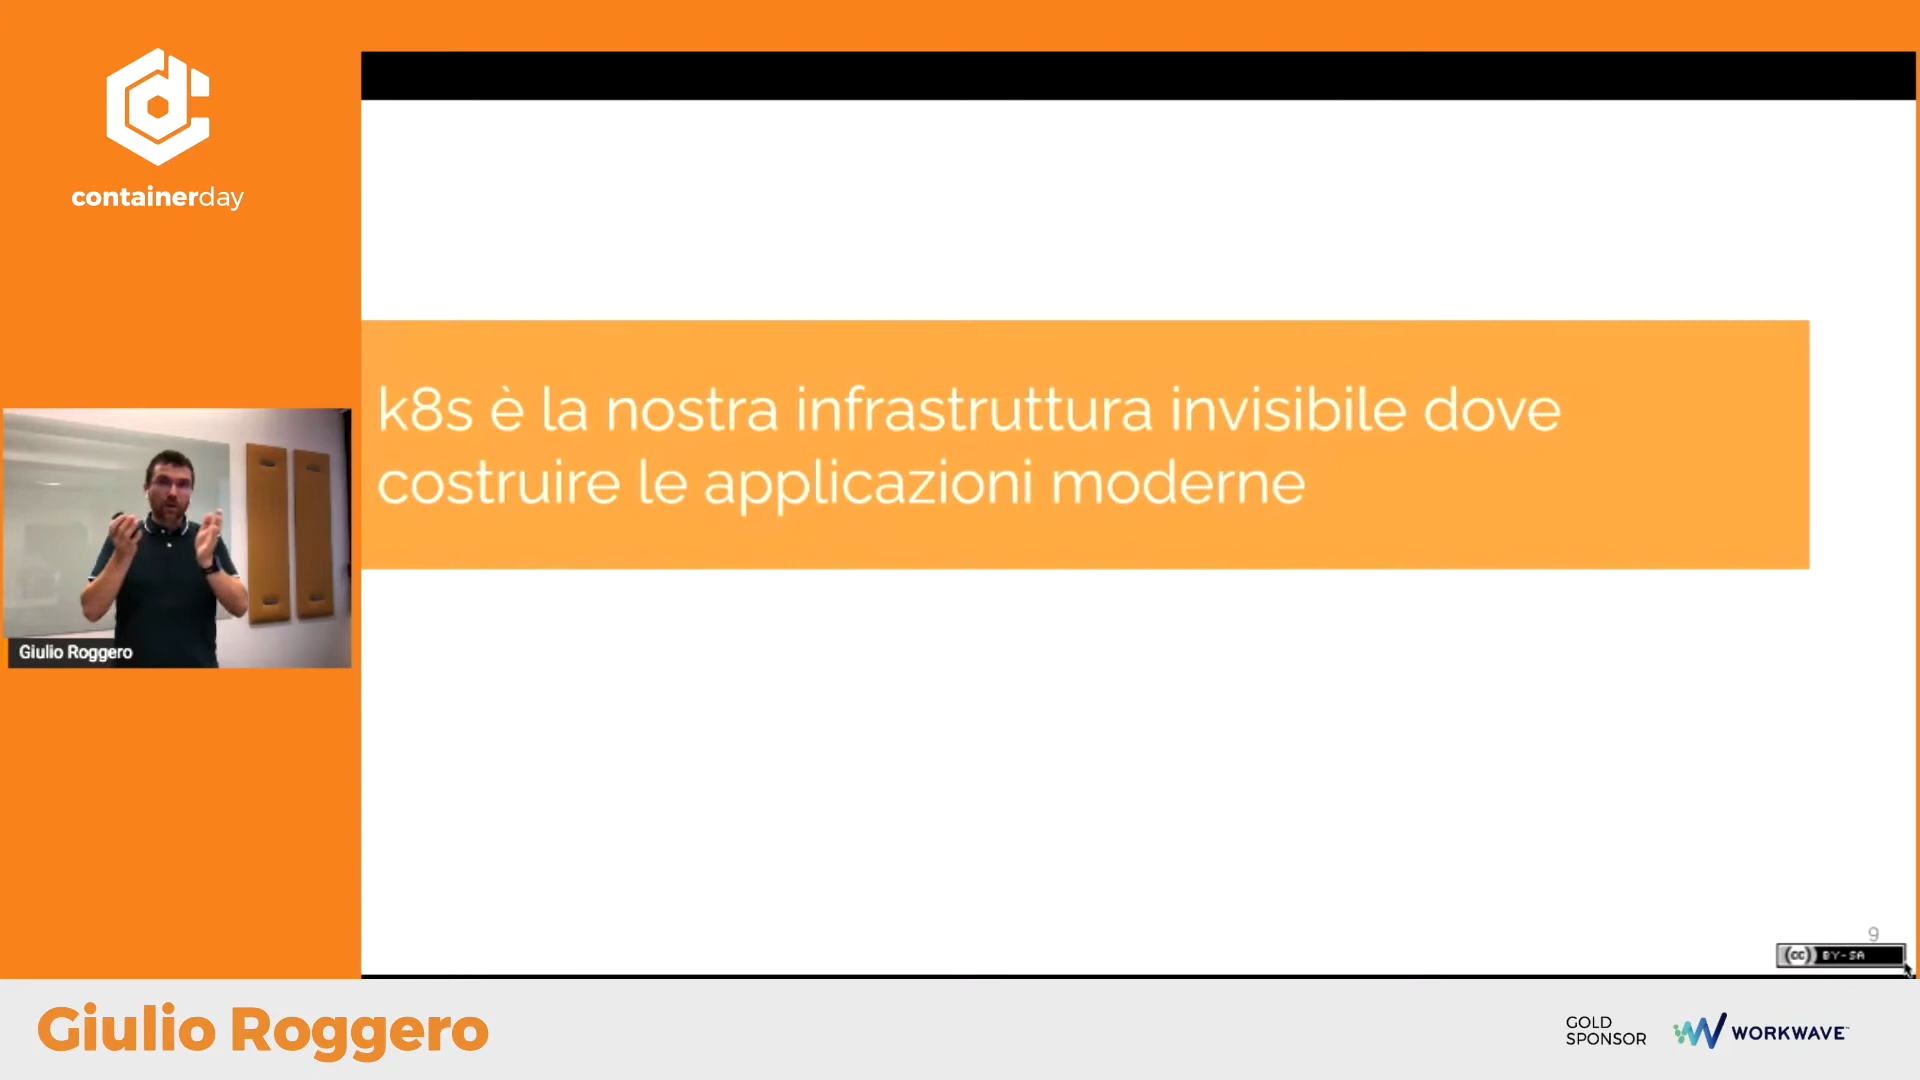 containerday
k8s è la nostra infrastruttura invisibile dove
costruire le applicazioni moderne
Giulio Roggero
9
(cc) BY-SA
Giulio Roggero
GOLD
SPONSOR
WORKWAVE